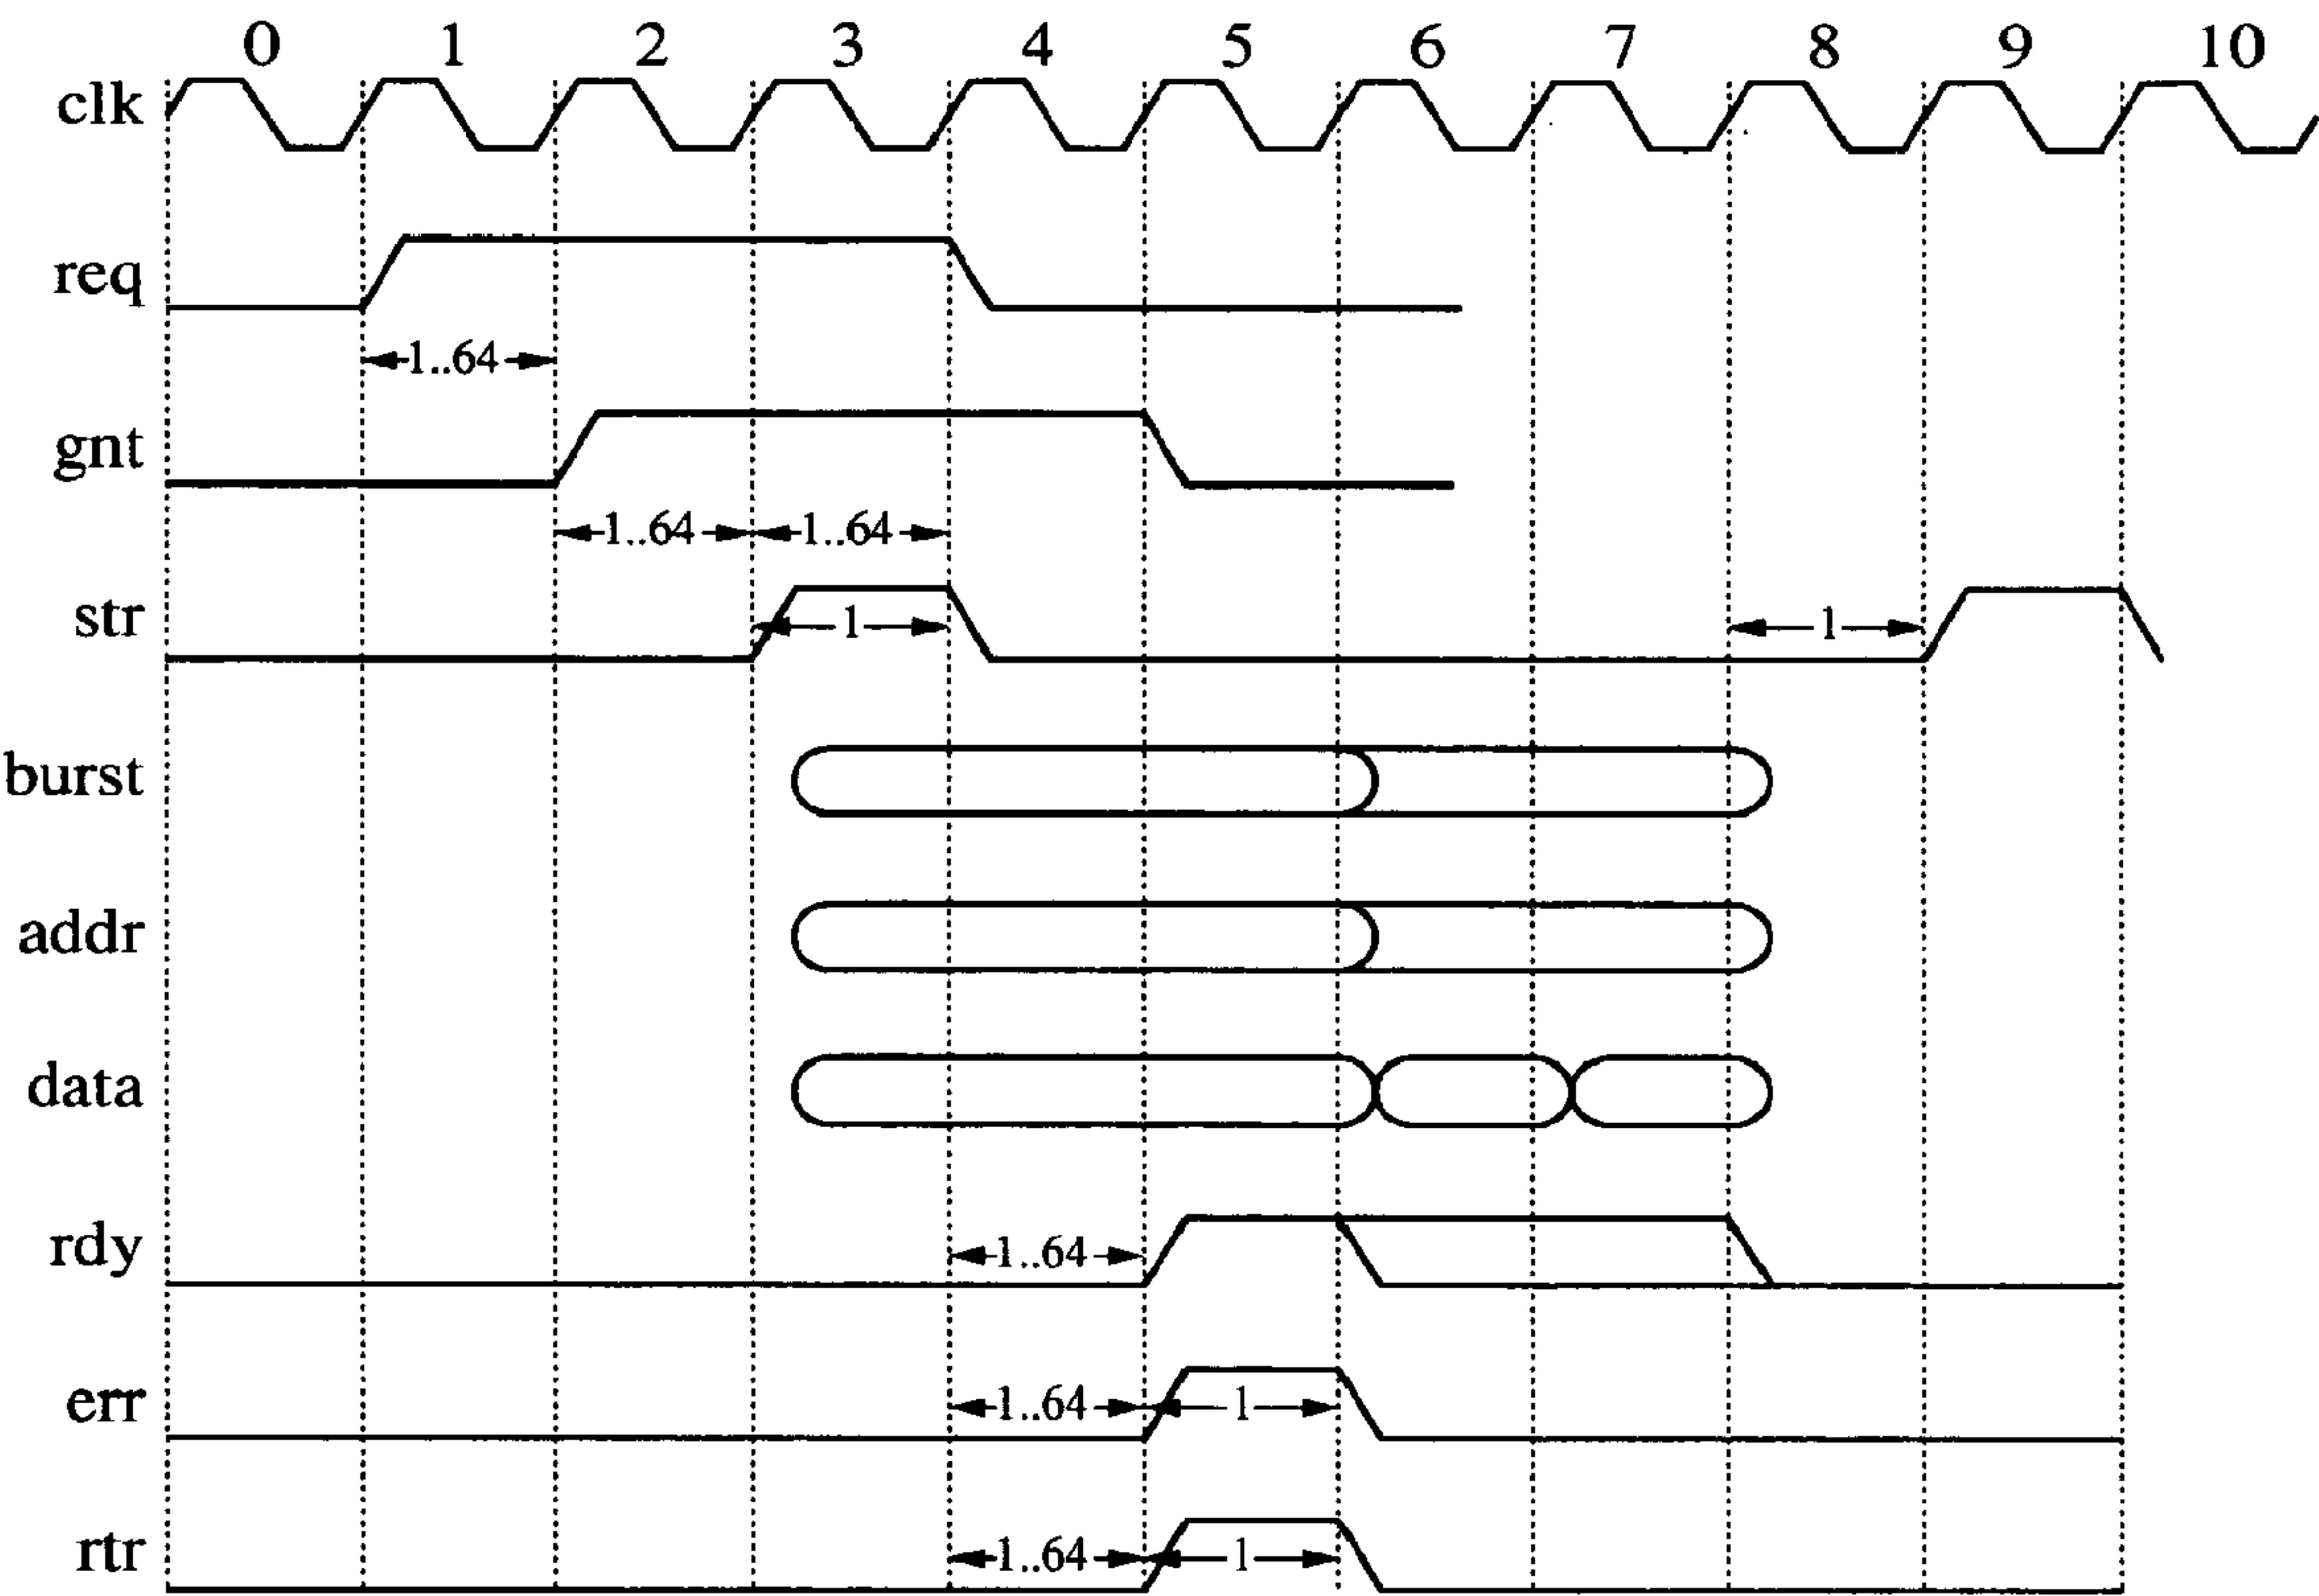 0 1 2 3 4 5 6 7 8 9 10
clk
req
1..64
gnt
1..64 1..64
str
1 1
burst
addr
data
rdy
1..64
err
1..64 1
rtr
1..64 1